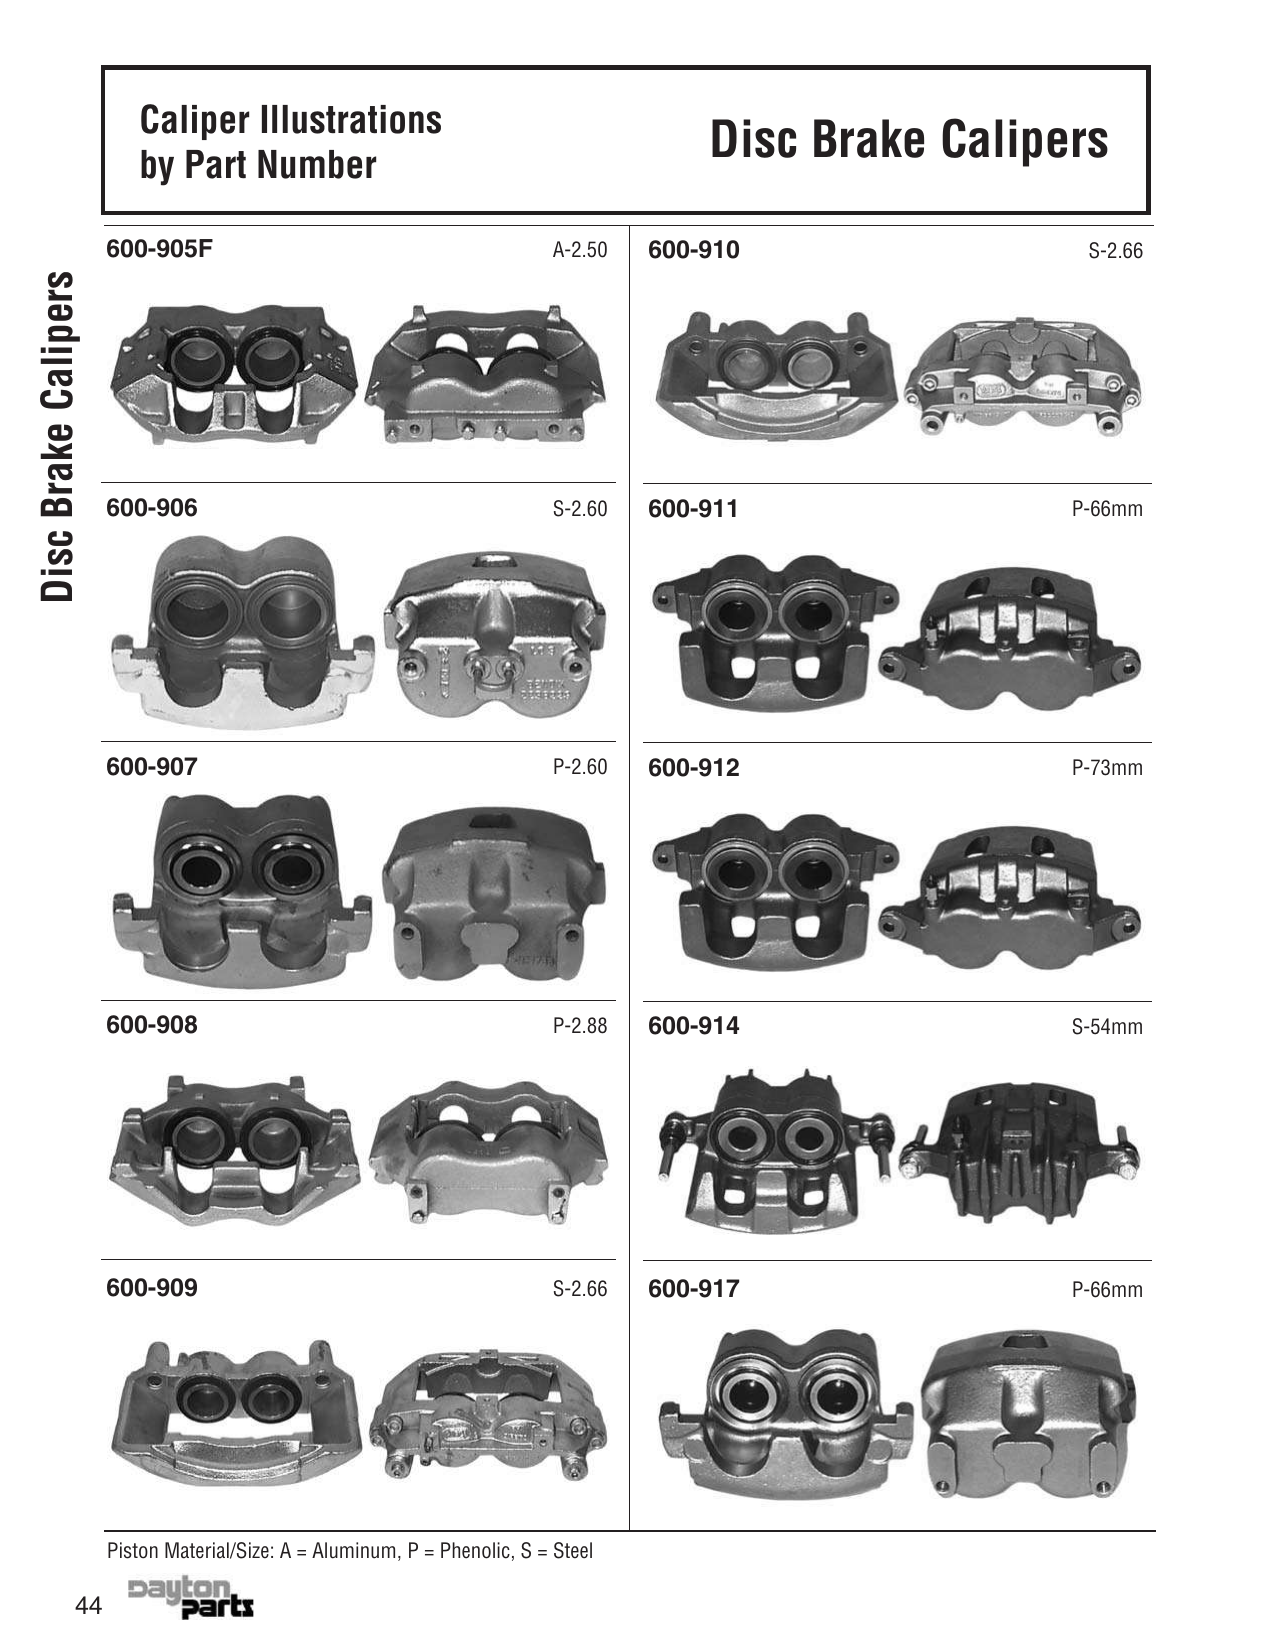 Caliper Illustrations
by Part Number
Disc Brake Calipers
Disc Brake Calipers
600-905F A-2.50
600-906 S-2.60
600-907 P-2.60
600-908 P-2.88
600-909 S-2.66
600-910 S-2.66
600-911 P-66mm
600-912 P-73mm
600-914 S-54mm
600-917 P-66mm
Piston Material/Size: A = Aluminum, P = Phenolic, S = Steel
44
Dayton
parts